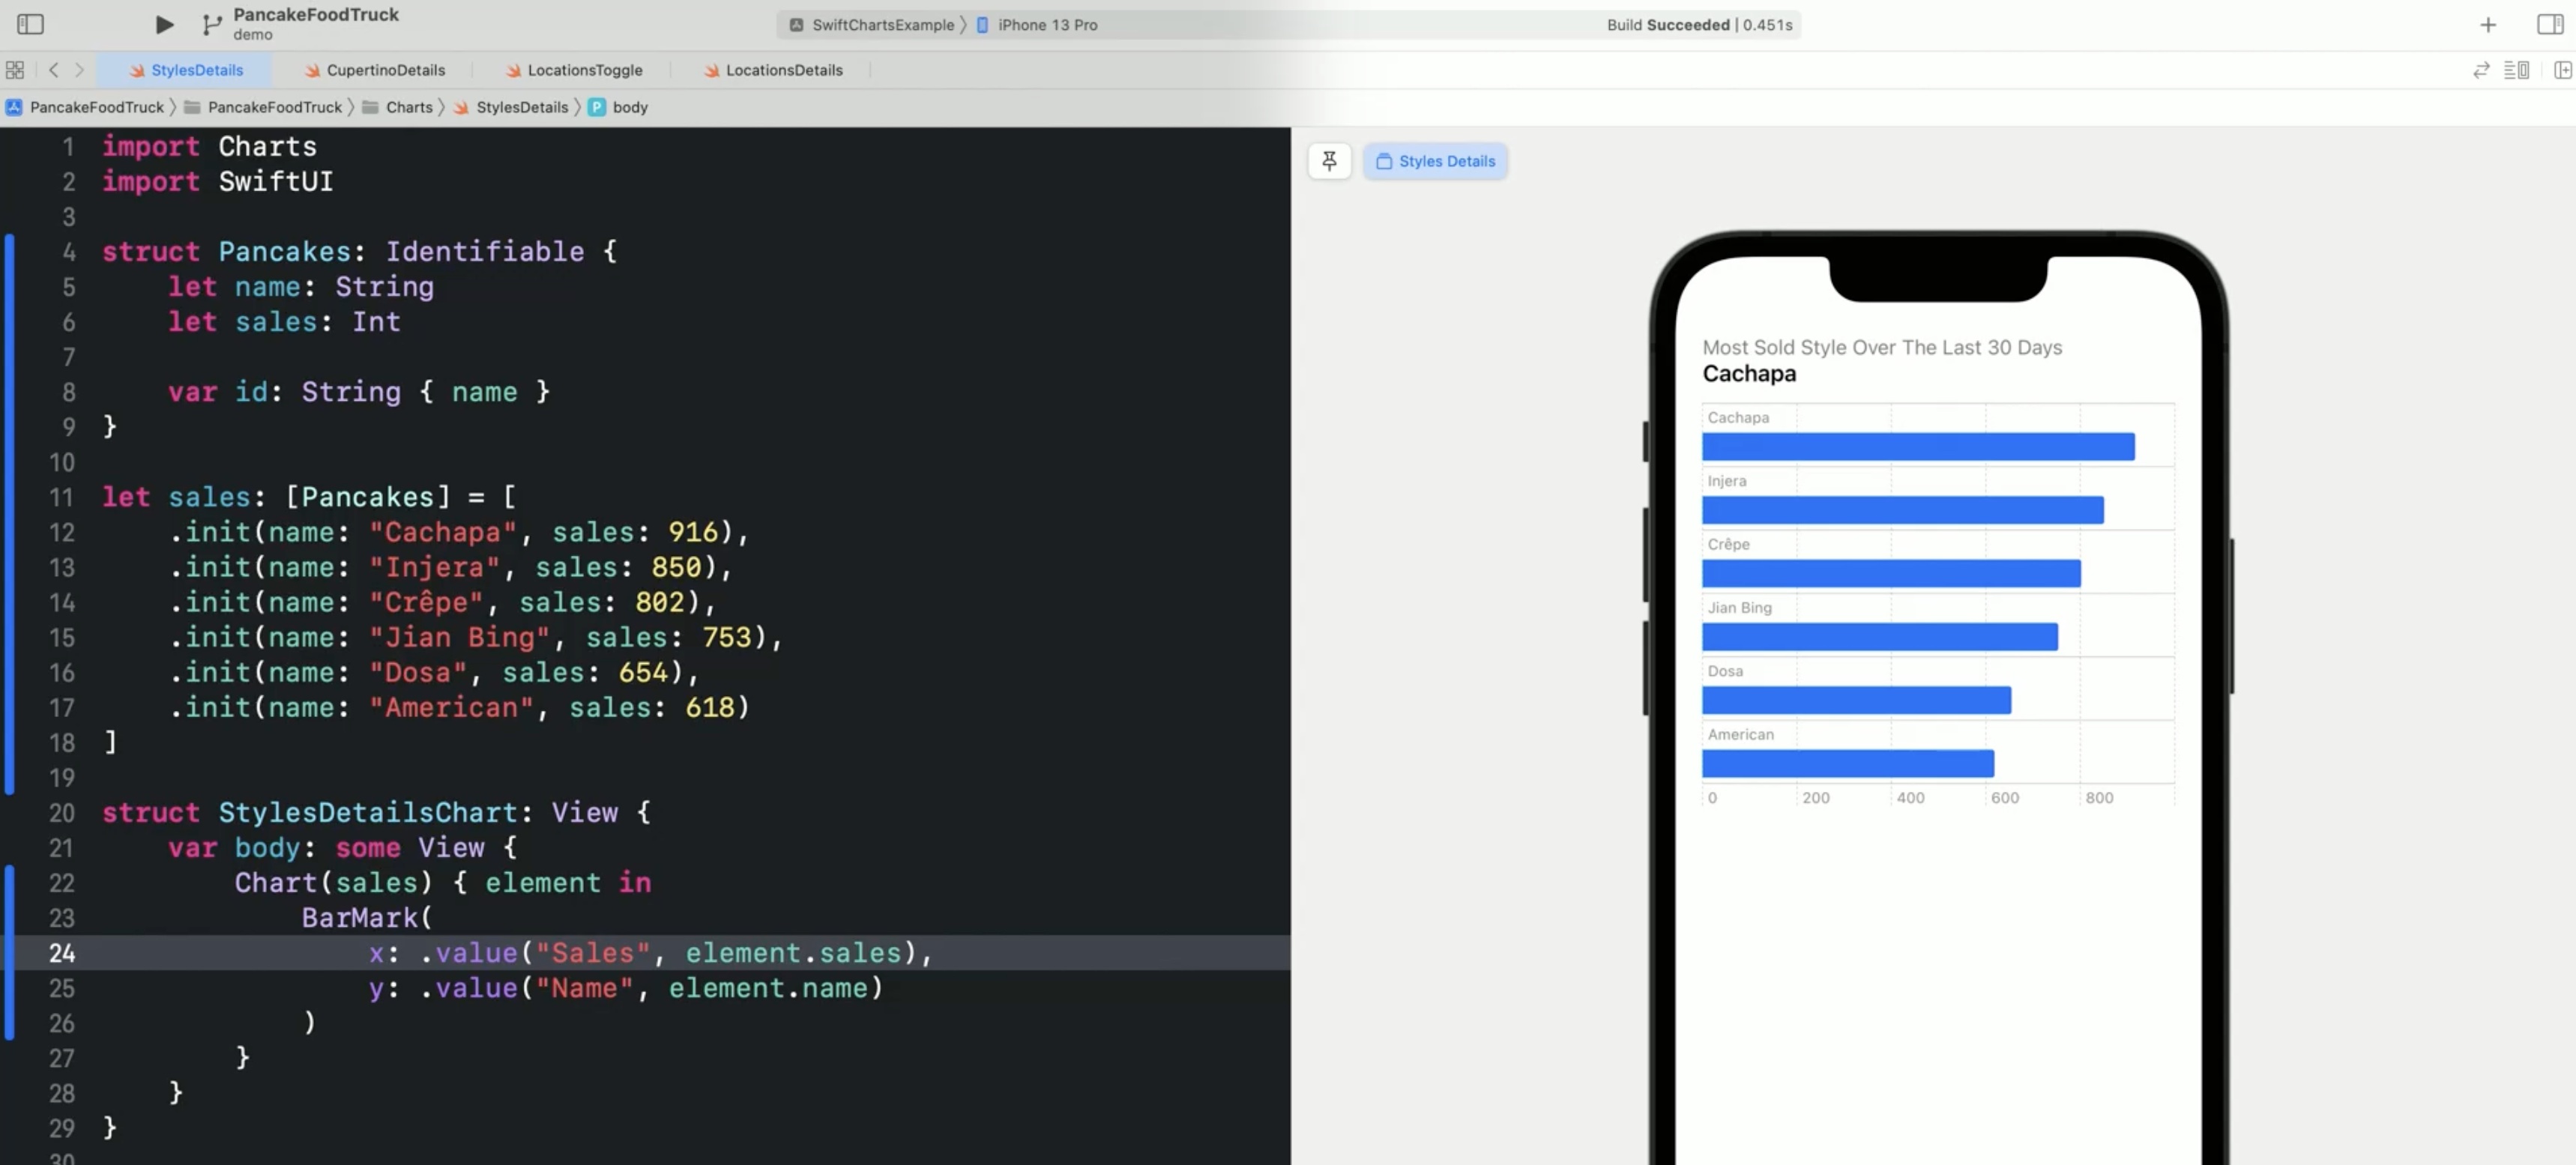 PancakeFoodTruck
demo
SwiftChartsExample
iPhone 13 Pro
Build Succeeded | 0.451s
StylesDetails
CupertinoDetails
LocationsToggle
LocationsDetails
PancakeFoodTruck
PancakeFoodTruck
Charts
StylesDetails
P
body
1 import Charts
2 import SwiftUI
3
4 struct Pancakes: Identifiable {
5 let name: String
6 let sales: Int
7
8 var id: String { name }
9 }
10
11 let sales: [Pancakes] = [
12 .init(name: "Cachapa", sales: 916),
13 .init(name: "Injera", sales: 850),
14 .init(name: "Crêpe", sales: 802),
15 .init(name: "Jian Bing", sales: 753),
16 .init(name: "Dosa", sales: 654),
17 .init(name: "American", sales: 618)
18 ]
19
20 struct StylesDetailsChart: View {
21 var body: some View {
22 Chart(sales) { element in
23 BarMark(
24 x: .value("Sales", element.sales),
25 y: .value("Name", element.name)
26 )
27 }
28 }
29 }
30
Styles Details
Most Sold Style Over The Last 30 Days
Cachapa
Cachapa
Injera
Crêpe
Jian Bing
Dosa
American
0 200 400 600 800